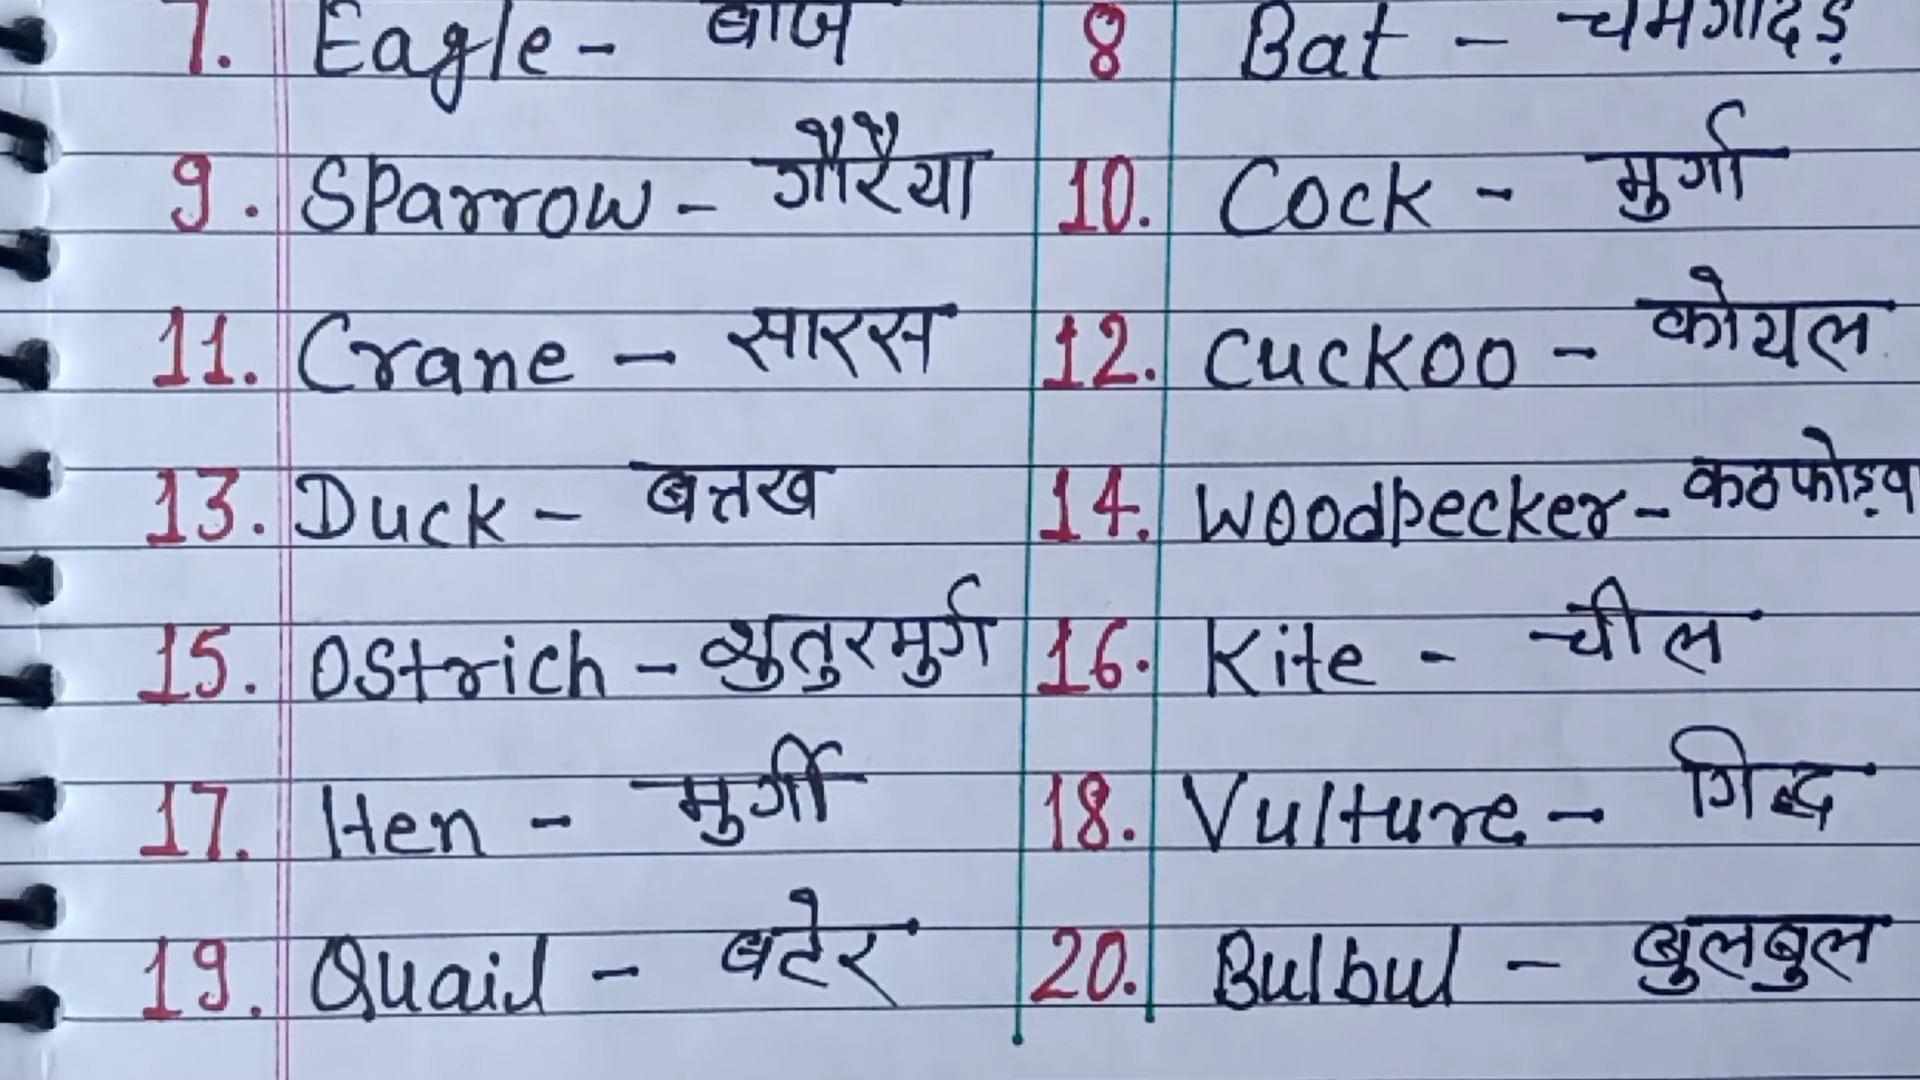 7. Eagle - बाज 8 Bat - चमगादड़
9. Sparrow - गौरैया 10. Cock - मुर्गा
11. Crane - सारस 12. Cuckoo - कोयल
13. Duck - बत्तख 14. Woodpecker - कठफोड़वा
15. Ostrich - शुतुरमुर्ग 16. Kite - चील
17. Hen - मुर्गी 18. Vulture - गिद्ध
19. Quail - बटेर 20. Bulbul - बुलबुल